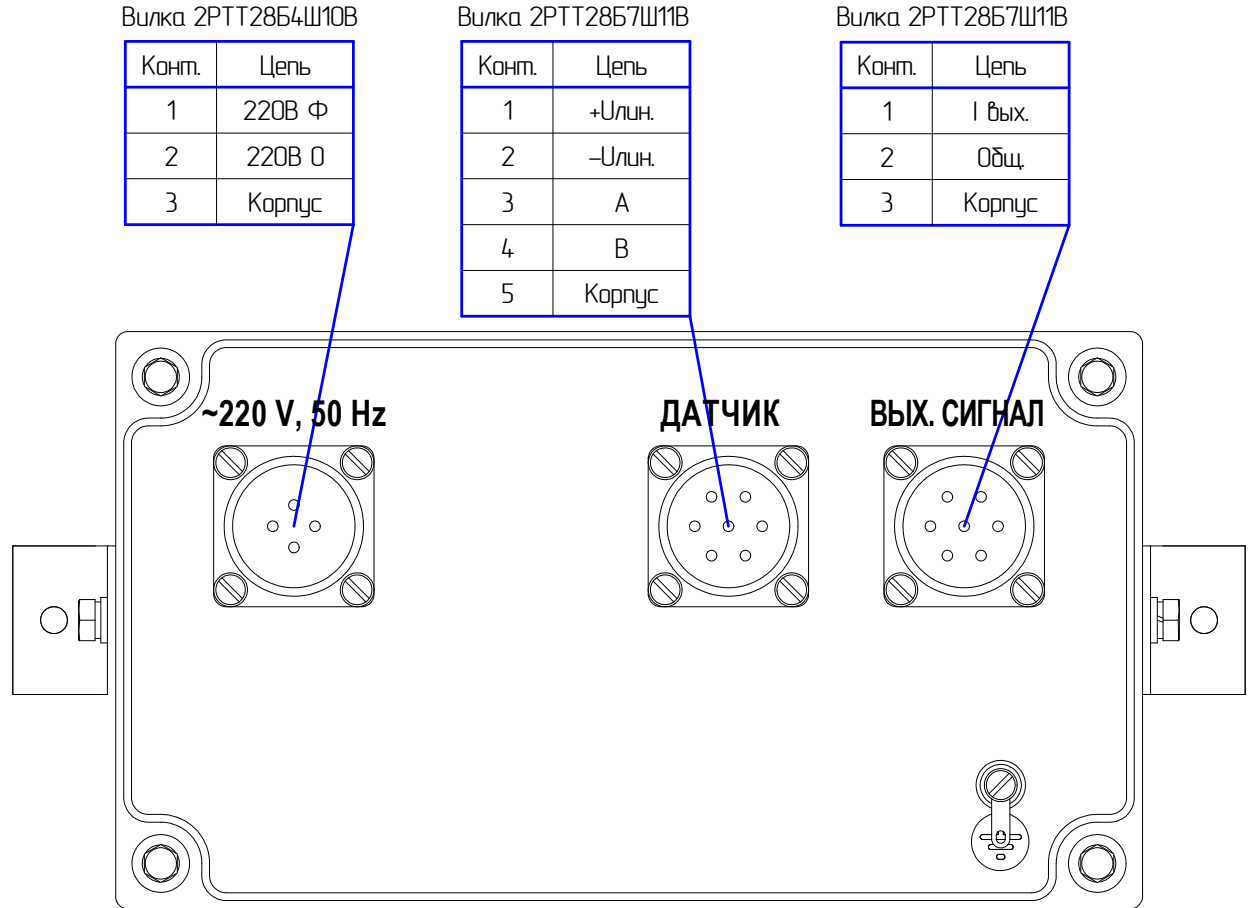 Вилка 2РТТ28Б4Ш10В
Конт. Цепь
1 220В Ф
2 220В 0
3 Корпус
Вилка 2РТТ28Б7Ш11В
Конт. Цепь
1 +Uлин.
2 –Uлин.
3 А
4 В
5 Корпус
Вилка 2РТТ28Б7Ш11В
Конт. Цепь
1 I вых.
2 Общ.
3 Корпус
~220 V, 50 Hz
ДАТЧИК
ВЫХ. СИГНАЛ